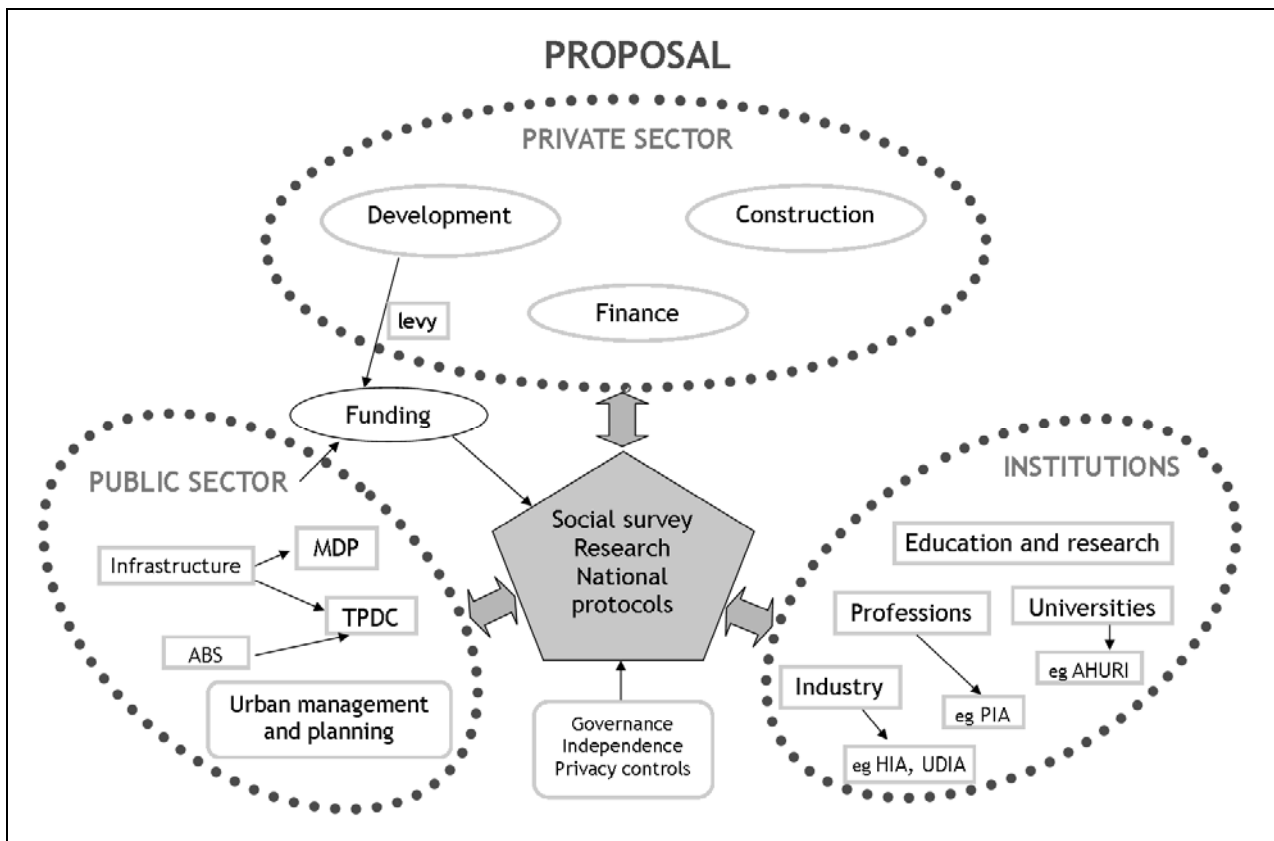 PROPOSAL
PRIVATE SECTOR
Development
Construction
Finance
levy
Funding
PUBLIC SECTOR
Infrastructure
MDP
TPDC
ABS
Urban management
and planning
Social survey
Research
National
protocols
Governance
Independence
Privacy controls
INSTITUTIONS
Education and research
Professions
Universities
eg AHURI
Industry
eg PIA
eg HIA, UDIA